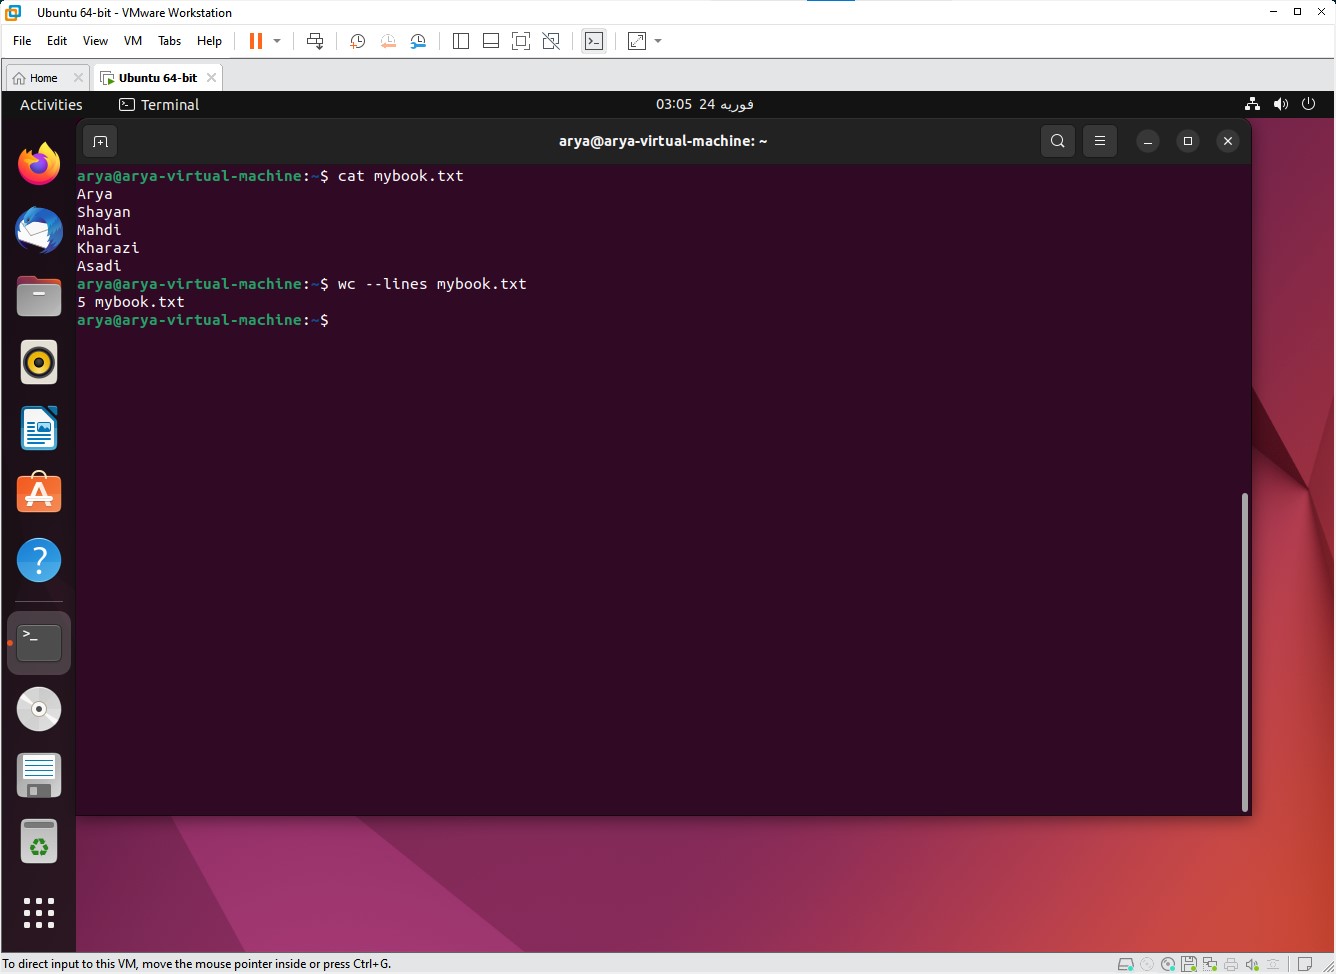 Ubuntu 64-bit - VMware Workstation
File Edit View VM Tabs Help
Home
Ubuntu 64-bit
Activities
Terminal
03:05 24 فوریه
arya@arya-virtual-machine: ~
arya@arya-virtual-machine:~$ cat mybook.txt
Arya
Shayan
Mahdi
Kharazi
Asadi
arya@arya-virtual-machine:~$ wc --lines mybook.txt
5 mybook.txt
arya@arya-virtual-machine:~$
To direct input to this VM, move the mouse pointer inside or press Ctrl+G.